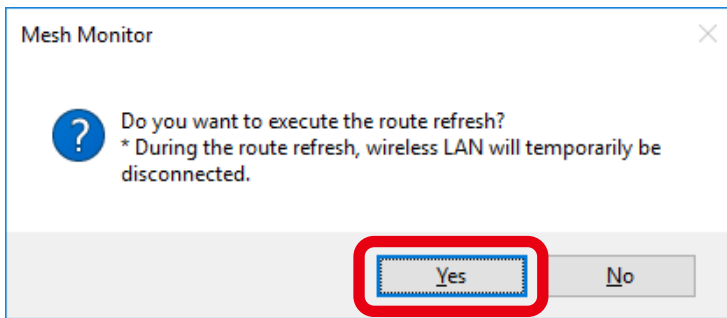 Mesh Monitor
Do you want to execute the route refresh?
* During the route refresh, wireless LAN will temporarily be
disconnected.
Yes
No